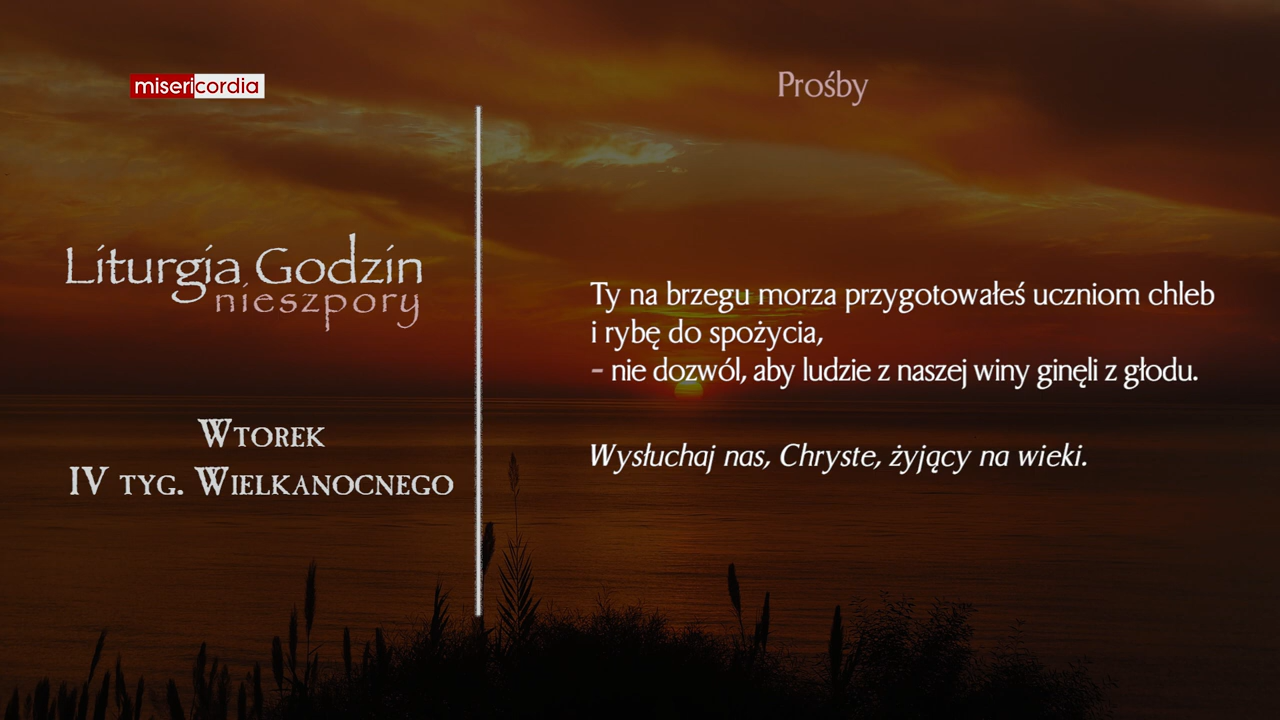 misericordia
Liturgia Godzin
nieszpory
Wtorek
IV tyg. Wielkanocnego
Prośby
Ty na brzegu morza przygotowałeś uczniom chleb
i rybę do spożycia,
- nie dozwól, aby ludzie z naszej winy ginęli z głodu.
Wysłuchaj nas, Chryste, żyjący na wieki.